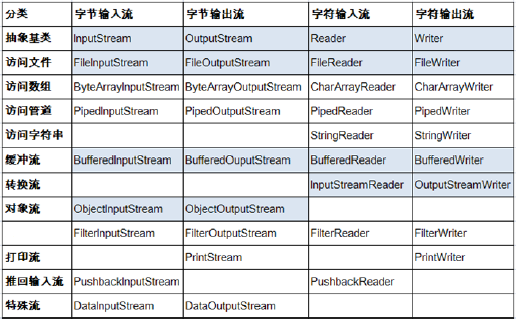 分类 字节输入流 字节输出流 字符输入流 字符输出流
抽象基类 InputStream OutputStream Reader Writer
访问文件 FileInputStream FileOutputStream FileReader FileWriter
访问数组 ByteArrayInputStream ByteArrayOutputStream CharArrayReader CharArrayWriter
访问管道 PipedInputStream PipedOutputStream PipedReader PipedWriter
访问字符串 StringReader StringWriter
缓冲流 BufferedInputStream BufferedOuputStream BufferedReader BufferedWriter
转换流 InputStreamReader OutputStreamWriter
对象流 ObjectInputStream ObjectOutputStream
FilterInputStream FilterOutputStream FilterReader FilterWriter
打印流 PrintStream PrintWriter
推回输入流 PushbackInputStream PushbackReader
特殊流 DataInputStream DataOutputStream